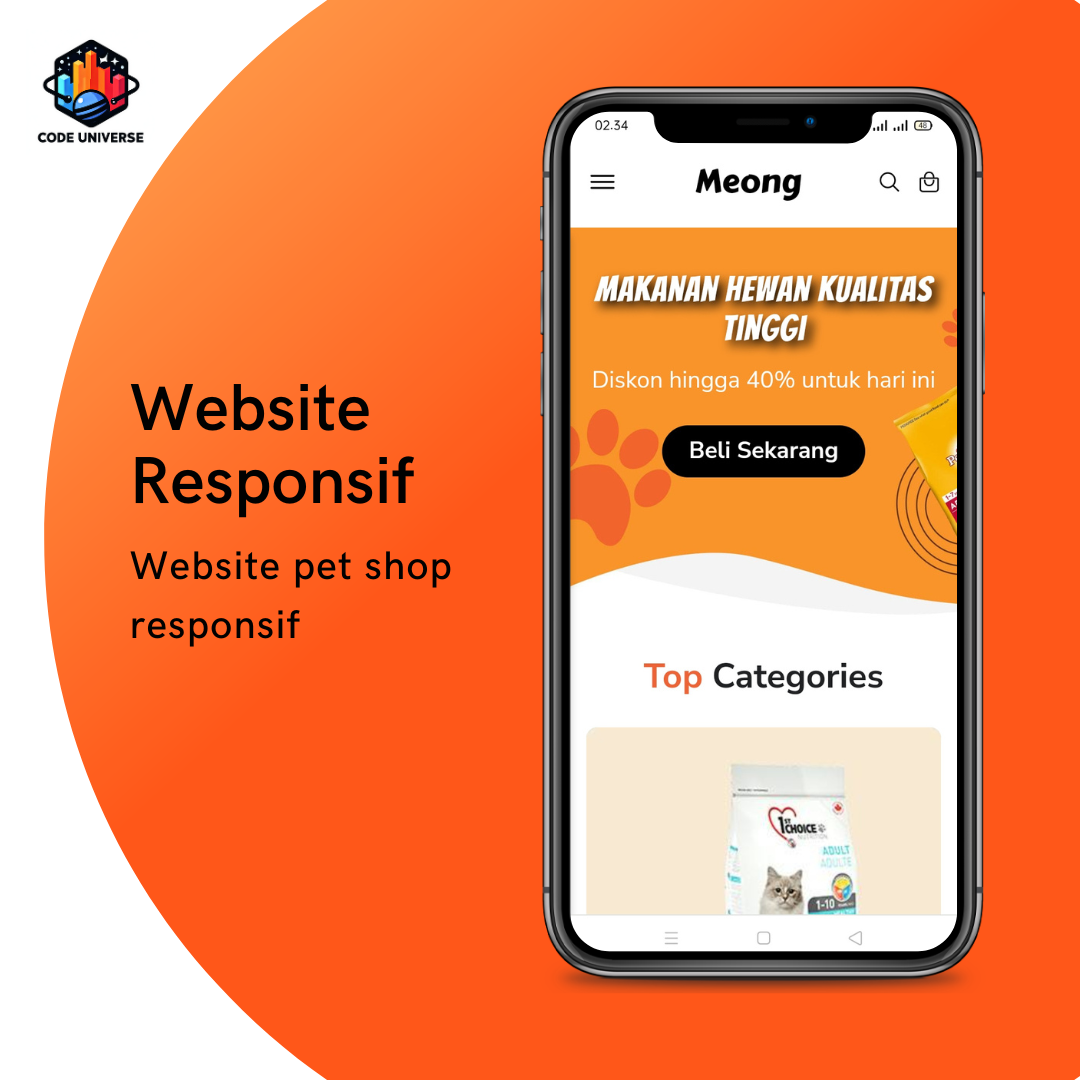 CODE UNIVERSE
Website
Responsif
Website pet shop
responsif
02.34
48
Meong
MAKANAN HEWAN KUALITAS
TINGGI
Diskon hingga 40% untuk hari ini
Beli Sekarang
Top Categories
1ST CHOICE
NUTRITION
ADULT
ADULTE
1-10